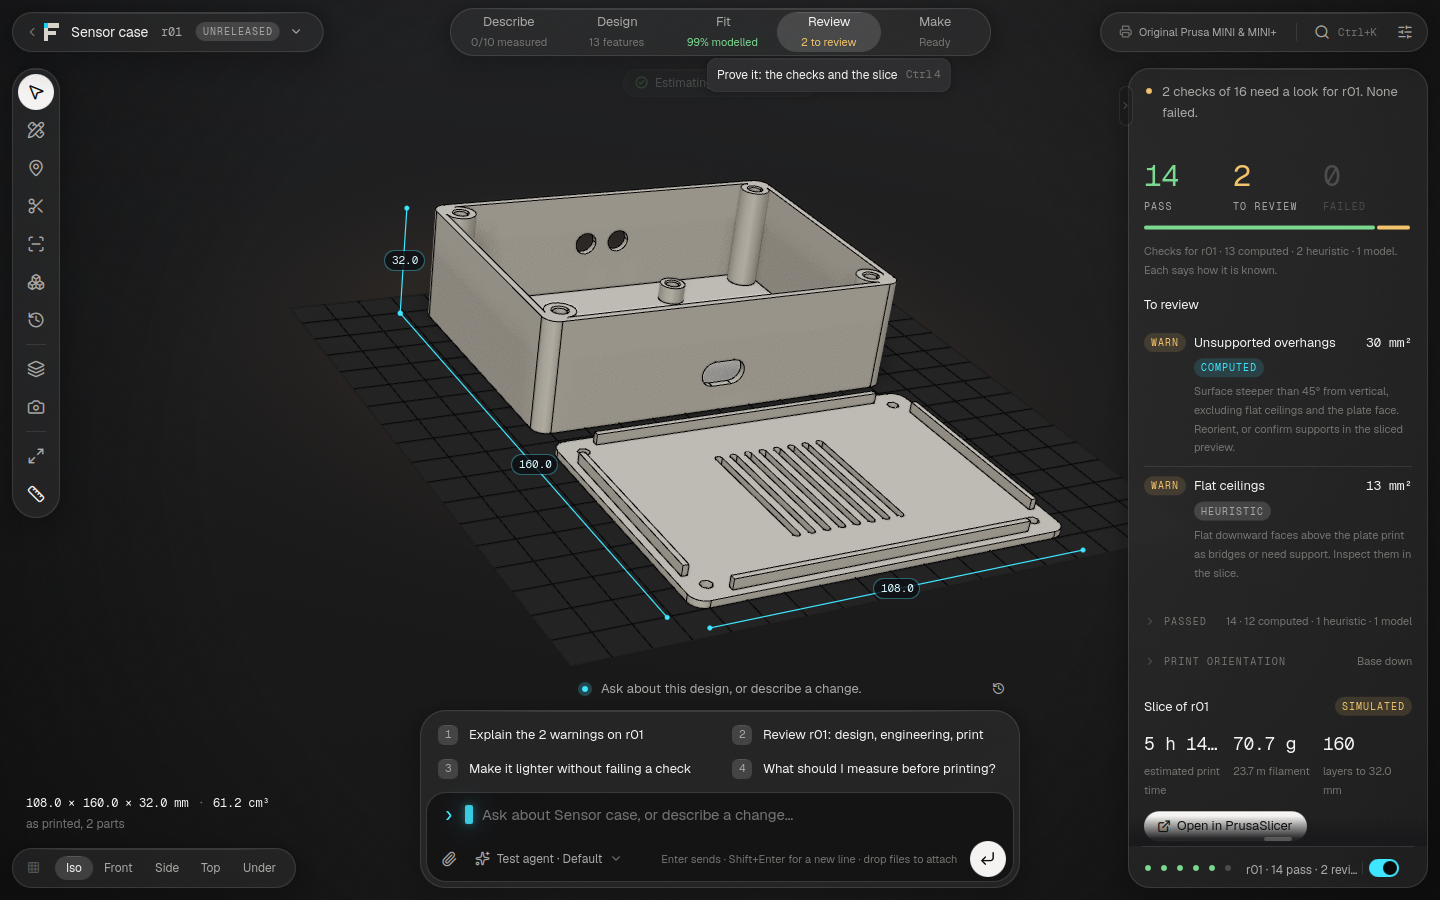 Sensor case r01 UNRELEASED
Describe
0/10 measured
Design
13 features
Fit
99% modelled
Review
2 to review
Make
Ready
Original Prusa MINI & MINI+
Ctrl+K
Estimating
Prove it: the checks and the slice Ctrl 4
2 checks of 16 need a look for r01. None
failed.
14
PASS
2
TO REVIEW
0
FAILED
Checks for r01 · 13 computed · 2 heuristic · 1 model.
Each says how it is known.
To review
WARN Unsupported overhangs 30 mm²
COMPUTED
Surface steeper than 45° from vertical,
excluding flat ceilings and the plate face.
Reorient, or confirm supports in the sliced
preview.
WARN Flat ceilings 13 mm²
HEURISTIC
Flat downward faces above the plate print
as bridges or need support. Inspect them in
the slice.
PASSED 14 · 12 computed · 1 heuristic · 1 model
PRINT ORIENTATION Base down
Slice of r01 SIMULATED
5 h 14…
estimated print
time
70.7 g
23.7 m filament
160
layers to 32.0
mm
Open in PrusaSlicer
r01 · 14 pass · 2 revi…
32.0
160.0
108.0
Ask about this design, or describe a change.
1 Explain the 2 warnings on r01
2 Review r01: design, engineering, print
3 Make it lighter without failing a check
4 What should I measure before printing?
Ask about Sensor case, or describe a change…
Test agent · Default
Enter sends · Shift+Enter for a new line · drop files to attach
108.0 × 160.0 × 32.0 mm · 61.2 cm³
as printed, 2 parts
Iso Front Side Top Under